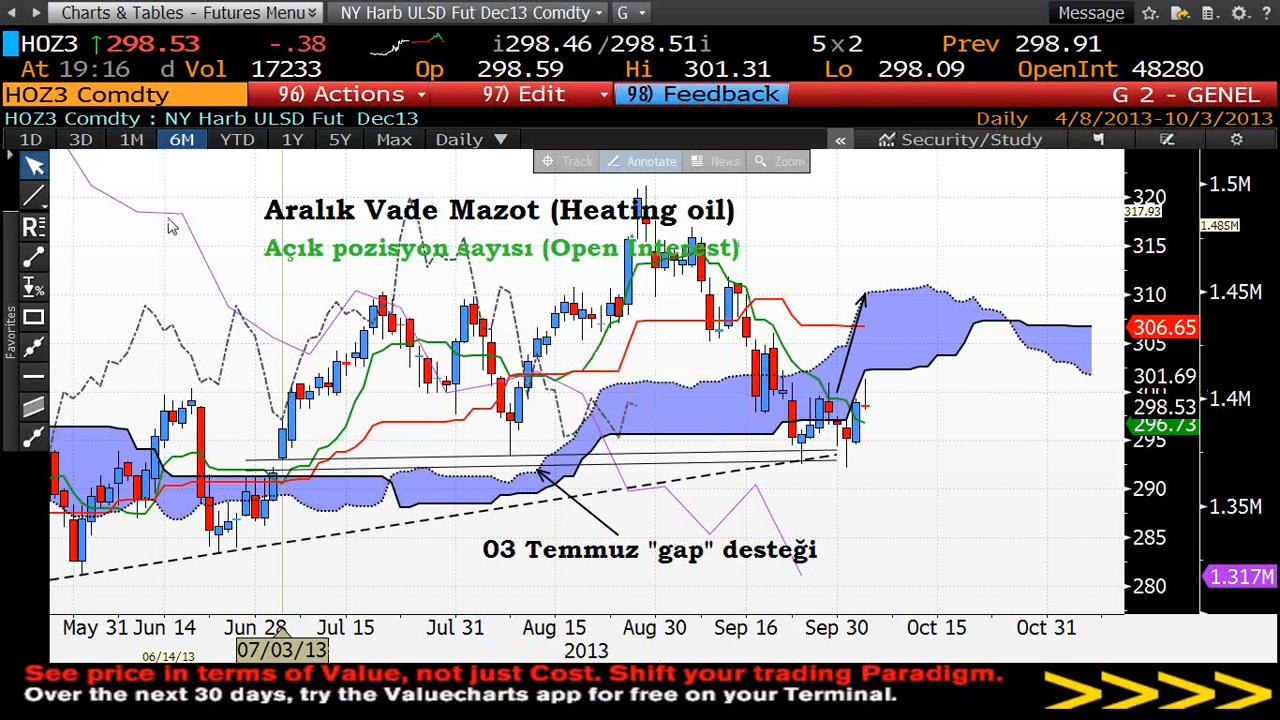 Charts & Tables - Futures Menu
NY Harb ULSD Fut Dec13 Comdty
G
Message
HOZ3 ↑298.53 -.38 i298.46 /298.51i 5×2 Prev 298.91
At 19:16 d Vol 17233 Op 298.59 Hi 301.31 Lo 298.09 OpenInt 48280
HOZ3 Comdty 96) Actions 97) Edit 98) Feedback G 2 - GENEL
HOZ3 Comdty : NY Harb ULSD Fut Dec13 Daily 4/8/2013-10/3/2013
1D 3D 1M 6M YTD 1Y 5Y Max Daily ▼ « Security/Study
Track Annotate News Zoom
Favorites
Aralık Vade Mazot (Heating oil)
Açık pozisyon sayısı (Open İnterest)
03 Temmuz "gap" desteği
320
317.93
315
310
306.65
305
301.69
300
298.53
296.73
295
290
285
280
1.5M
1.485M
1.45M
1.4M
1.35M
1.317M
May 31 Jun 14 Jun 28 Jul 15 Jul 31 Aug 15 Aug 30 Sep 16 Sep 30 Oct 15 Oct 31
06/14/13 07/03/13 2013
See price in terms of Value, not just Cost. Shift your trading Paradigm.
Over the next 30 days, try the Valuecharts app for free on your Terminal.